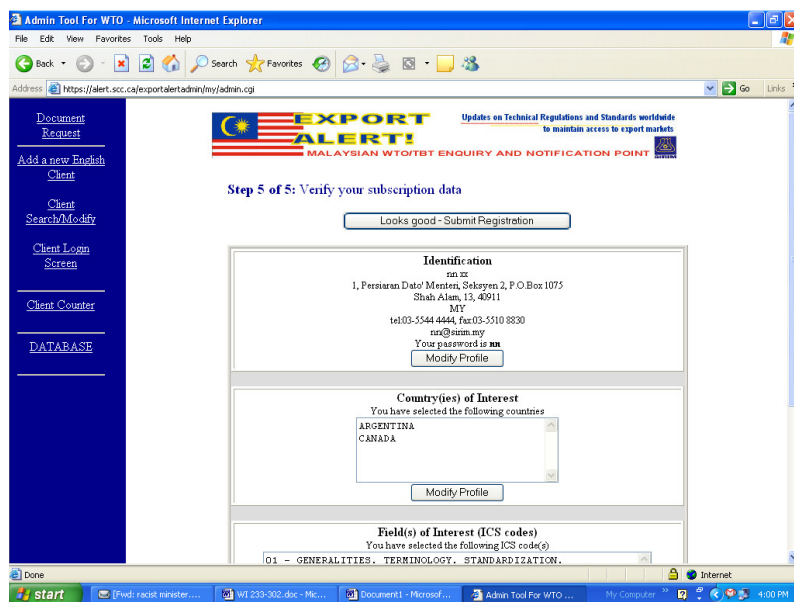 Admin Tool For WTO - Microsoft Internet Explorer
File Edit View Favorites Tools Help
Back Search Favorites
Address https://alert.scc.ca/exportalertadmin/my/admin.cgi Go Links
Document
Request
Add a new English
Client
Client
Search/Modify
Client Login
Screen
Client Counter
DATABASE
EXPORT
ALERT!
Updates on Technical Regulations and Standards worldwide
to maintain access to export markets
MALAYSIAN WTO/TBT ENQUIRY AND NOTIFICATION POINT
Step 5 of 5: Verify your subscription data
Looks good - Submit Registration
Identification
nn xx
1, Persiaran Dato' Menteri, Seksyen 2, P.O.Box 1075
Shah Alam, 13, 40911
MY
tel:03-5544 4444, fax:03-5510 8830
nn@sirim.my
Your password is nn
Modify Profile
Country(ies) of Interest
You have selected the following countries
ARGENTINA
CANADA
Modify Profile
Field(s) of Interest (ICS codes)
You have selected the following ICS code(s)
01 - GENERALITIES. TERMINOLOGY. STANDARDIZATION.
Done Internet
start [Fwd: racist minister.... WI 233-302.doc - Mic... Document1 - Microsof... Admin Tool For WTO ... My Computer 4:00 PM